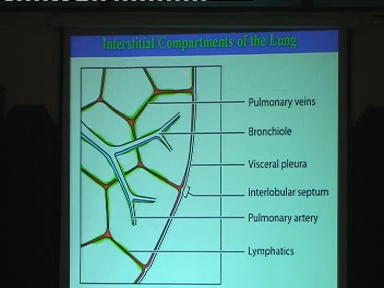 Interstitial Compartments of the Lung
Pulmonary veins
Bronchiole
Visceral pleura
Interlobular septum
Pulmonary artery
Lymphatics